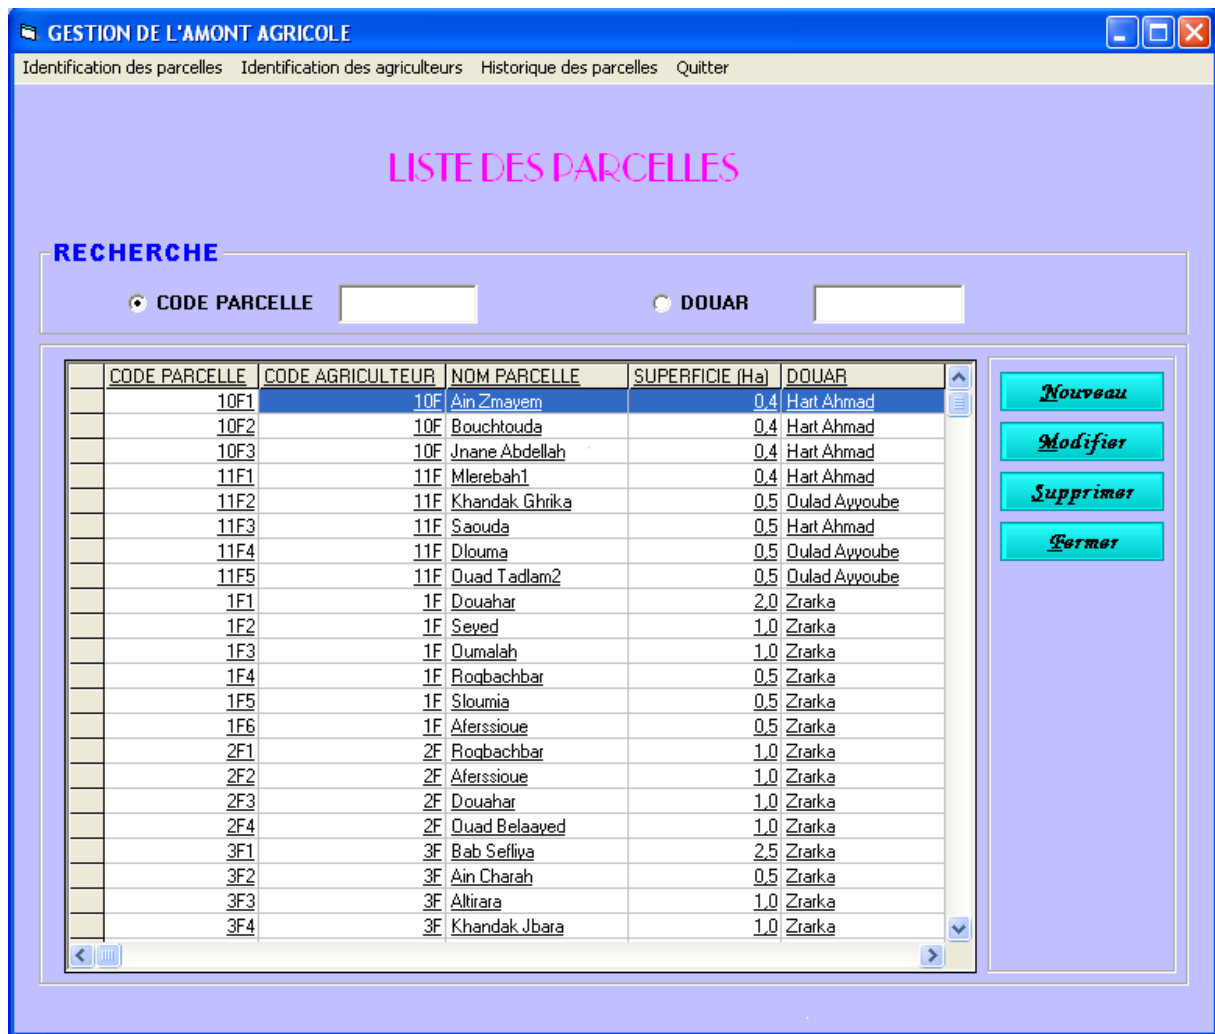 GESTION DE L'AMONT AGRICOLE
Identification des parcelles Identification des agriculteurs Historique des parcelles Quitter
LISTE DES PARCELLES
RECHERCHE
CODE PARCELLE DOUAR
CODE PARCELLE CODE AGRICULTEUR NOM PARCELLE SUPERFICIE (Ha) DOUAR
10F1 10F Ain Zmayem 0,4 Hart Ahmad
10F2 10F Bouchtouda 0,4 Hart Ahmad
10F3 10F Jnane Abdellah 0,4 Hart Ahmad
11F1 11F Mlerebah1 0,4 Hart Ahmad
11F2 11F Khandak Ghrika 0,5 Oulad Ayyoube
11F3 11F Saouda 0,5 Hart Ahmad
11F4 11F Dlouma 0,5 Oulad Ayyoube
11F5 11F Ouad Tadlam2 0,5 Oulad Ayyoube
1F1 1F Douahar 2,0 Zrarka
1F2 1F Seyed 1,0 Zrarka
1F3 1F Oumalah 1,0 Zrarka
1F4 1F Rogbachbar 0,5 Zrarka
1F5 1F Sloumia 0,5 Zrarka
1F6 1F Aferssioue 0,5 Zrarka
2F1 2F Rogbachbar 1,0 Zrarka
2F2 2F Aferssioue 1,0 Zrarka
2F3 2F Douahar 1,0 Zrarka
2F4 2F Ouad Belaayed 1,0 Zrarka
3F1 3F Bab Sefliya 2,5 Zrarka
3F2 3F Ain Charah 0,5 Zrarka
3F3 3F Altirara 1,0 Zrarka
3F4 3F Khandak Jbara 1,0 Zrarka
Nouveau
Modifier
Supprimer
Fermer